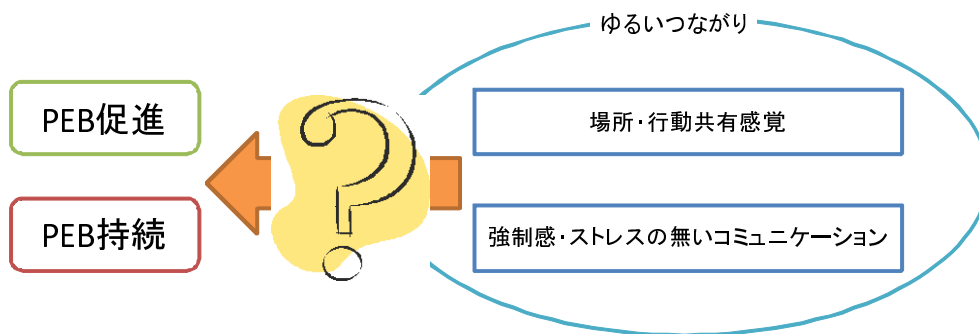 ゆるいつながり
PEB促進
?
場所・行動共有感覚
PEB持続
強制感・ストレスの無いコミュニケーション